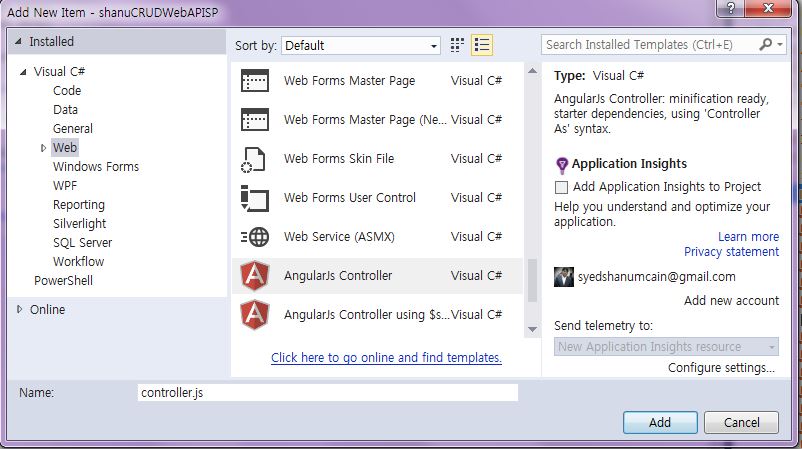 Add New Item - shanuCRUDWebAPISP
Installed
Visual C#
Code
Data
General
Web
Windows Forms
WPF
Reporting
Silverlight
SQL Server
Workflow
PowerShell
Online
Sort by: Default
Web Forms Master Page Visual C#
Web Forms Master Page (Ne... Visual C#
Web Forms Skin File Visual C#
Web Forms User Control Visual C#
Web Service (ASMX) Visual C#
AngularJs Controller Visual C#
AngularJs Controller using $s... Visual C#
Click here to go online and find templates.
Search Installed Templates (Ctrl+E)
Type: Visual C#
AngularJs Controller: minification ready,
starter dependencies, using 'Controller
As' syntax.
Application Insights
Add Application Insights to Project
Help you understand and optimize your
application.
Learn more
Privacy statement
syedshanumcain@gmail.com
Add new account
Send telemetry to:
New Application Insights resource
Configure settings...
Name: controller.js
Add Cancel